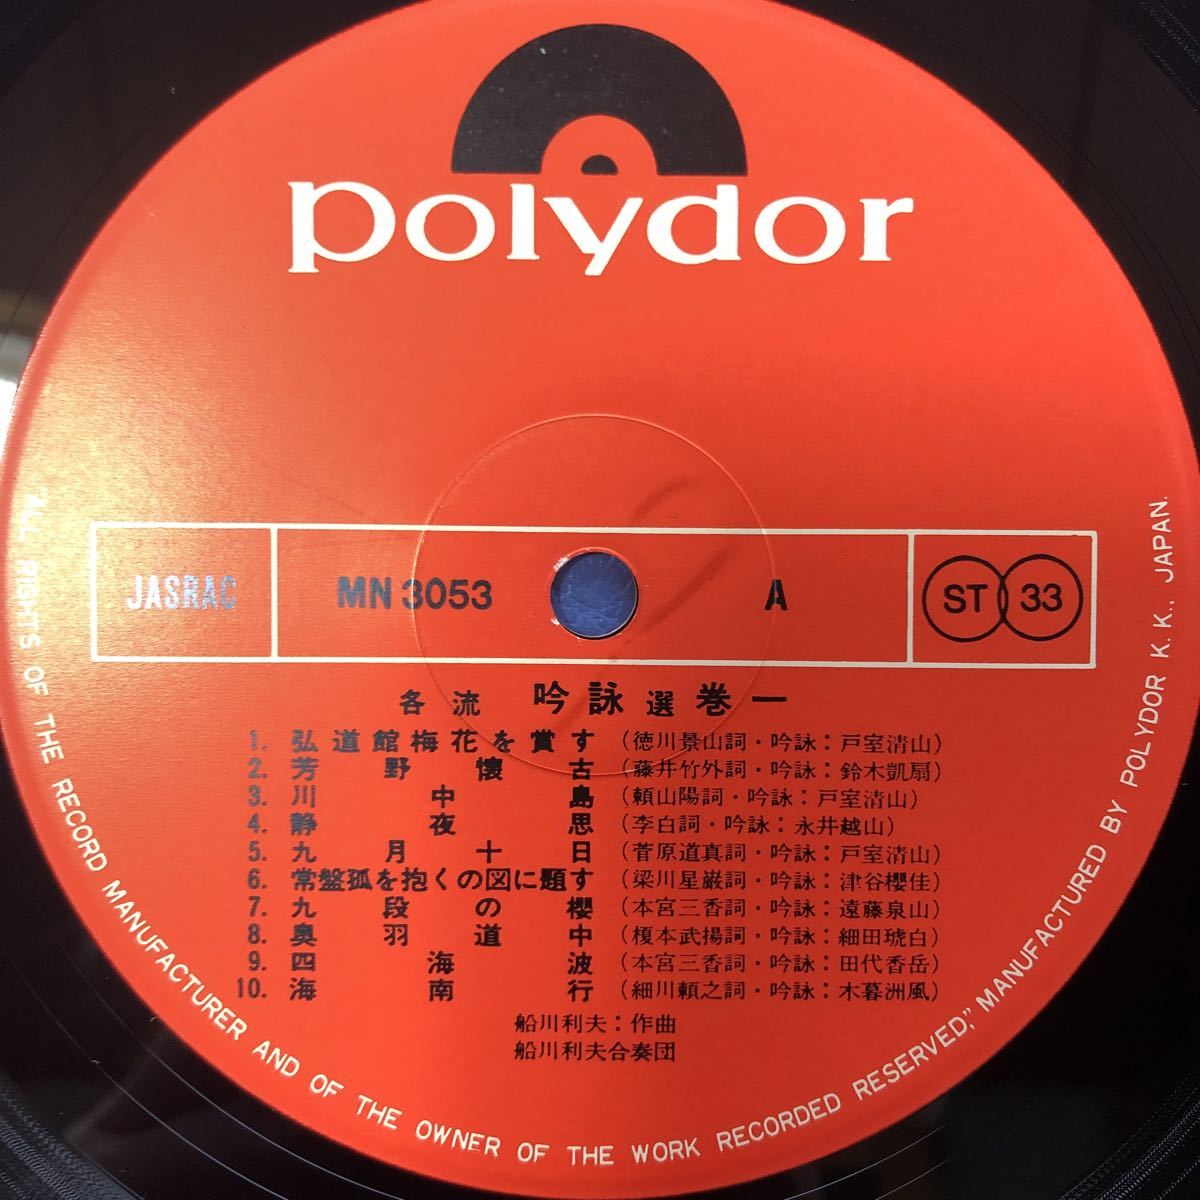 polydor
JASRAC
MN 3053
A
ST 33
各流 吟詠選巻一
1. 弘道館梅花を賞す (徳川景山詞・吟詠：戸室清山)
2. 芳野懐古 (藤井竹外詞・吟詠：鈴木凱扇)
3. 川中島 (頼山陽詞・吟詠：戸室清山)
4. 静夜思 (李白詞・吟詠：永井越山)
5. 九月十日 (菅原道真詞・吟詠：戸室清山)
6. 常盤孤を抱くの図に題す (梁川星巌詞・吟詠：津谷櫻佳)
7. 九段の櫻 (本宮三香詞・吟詠：遠藤泉山)
8. 奥羽道中 (榎本武揚詞・吟詠：細田琥白)
9. 四海波 (本宮三香詞・吟詠：田代香岳)
10. 海南行 (細川頼之詞・吟詠：木暮洲風)
船川利夫：作曲
船川利夫合奏団
"ALL RIGHTS OF THE RECORD MANUFACTURER AND OF THE OWNER OF THE WORK RECORDED RESERVED," MANUFACTURED BY POLYDOR K. K., JAPAN.